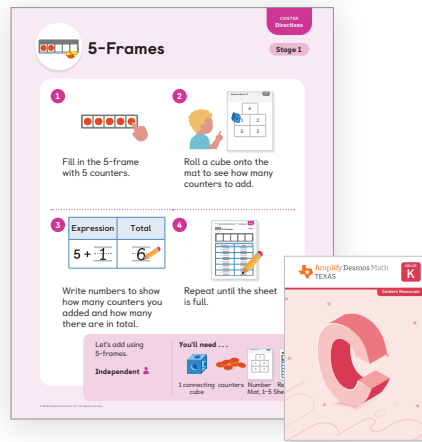 CENTER
Directions
5-Frames
Stage 1
1
Fill in the 5-frame
with 5 counters.
2
Roll a cube onto the
mat to see how many
counters to add.
3
Expression Total
5 + 1 6
Write numbers to show
how many counters you
added and how many
there are in total.
4
Repeat until the sheet
is full.
Let's add using
5-frames.
Independent
You'll need . . .
1 connecting
cube
counters
Number
Mat, 1–5
Amplify Desmos Math
TEXAS
GRADE
K
Centers Resources